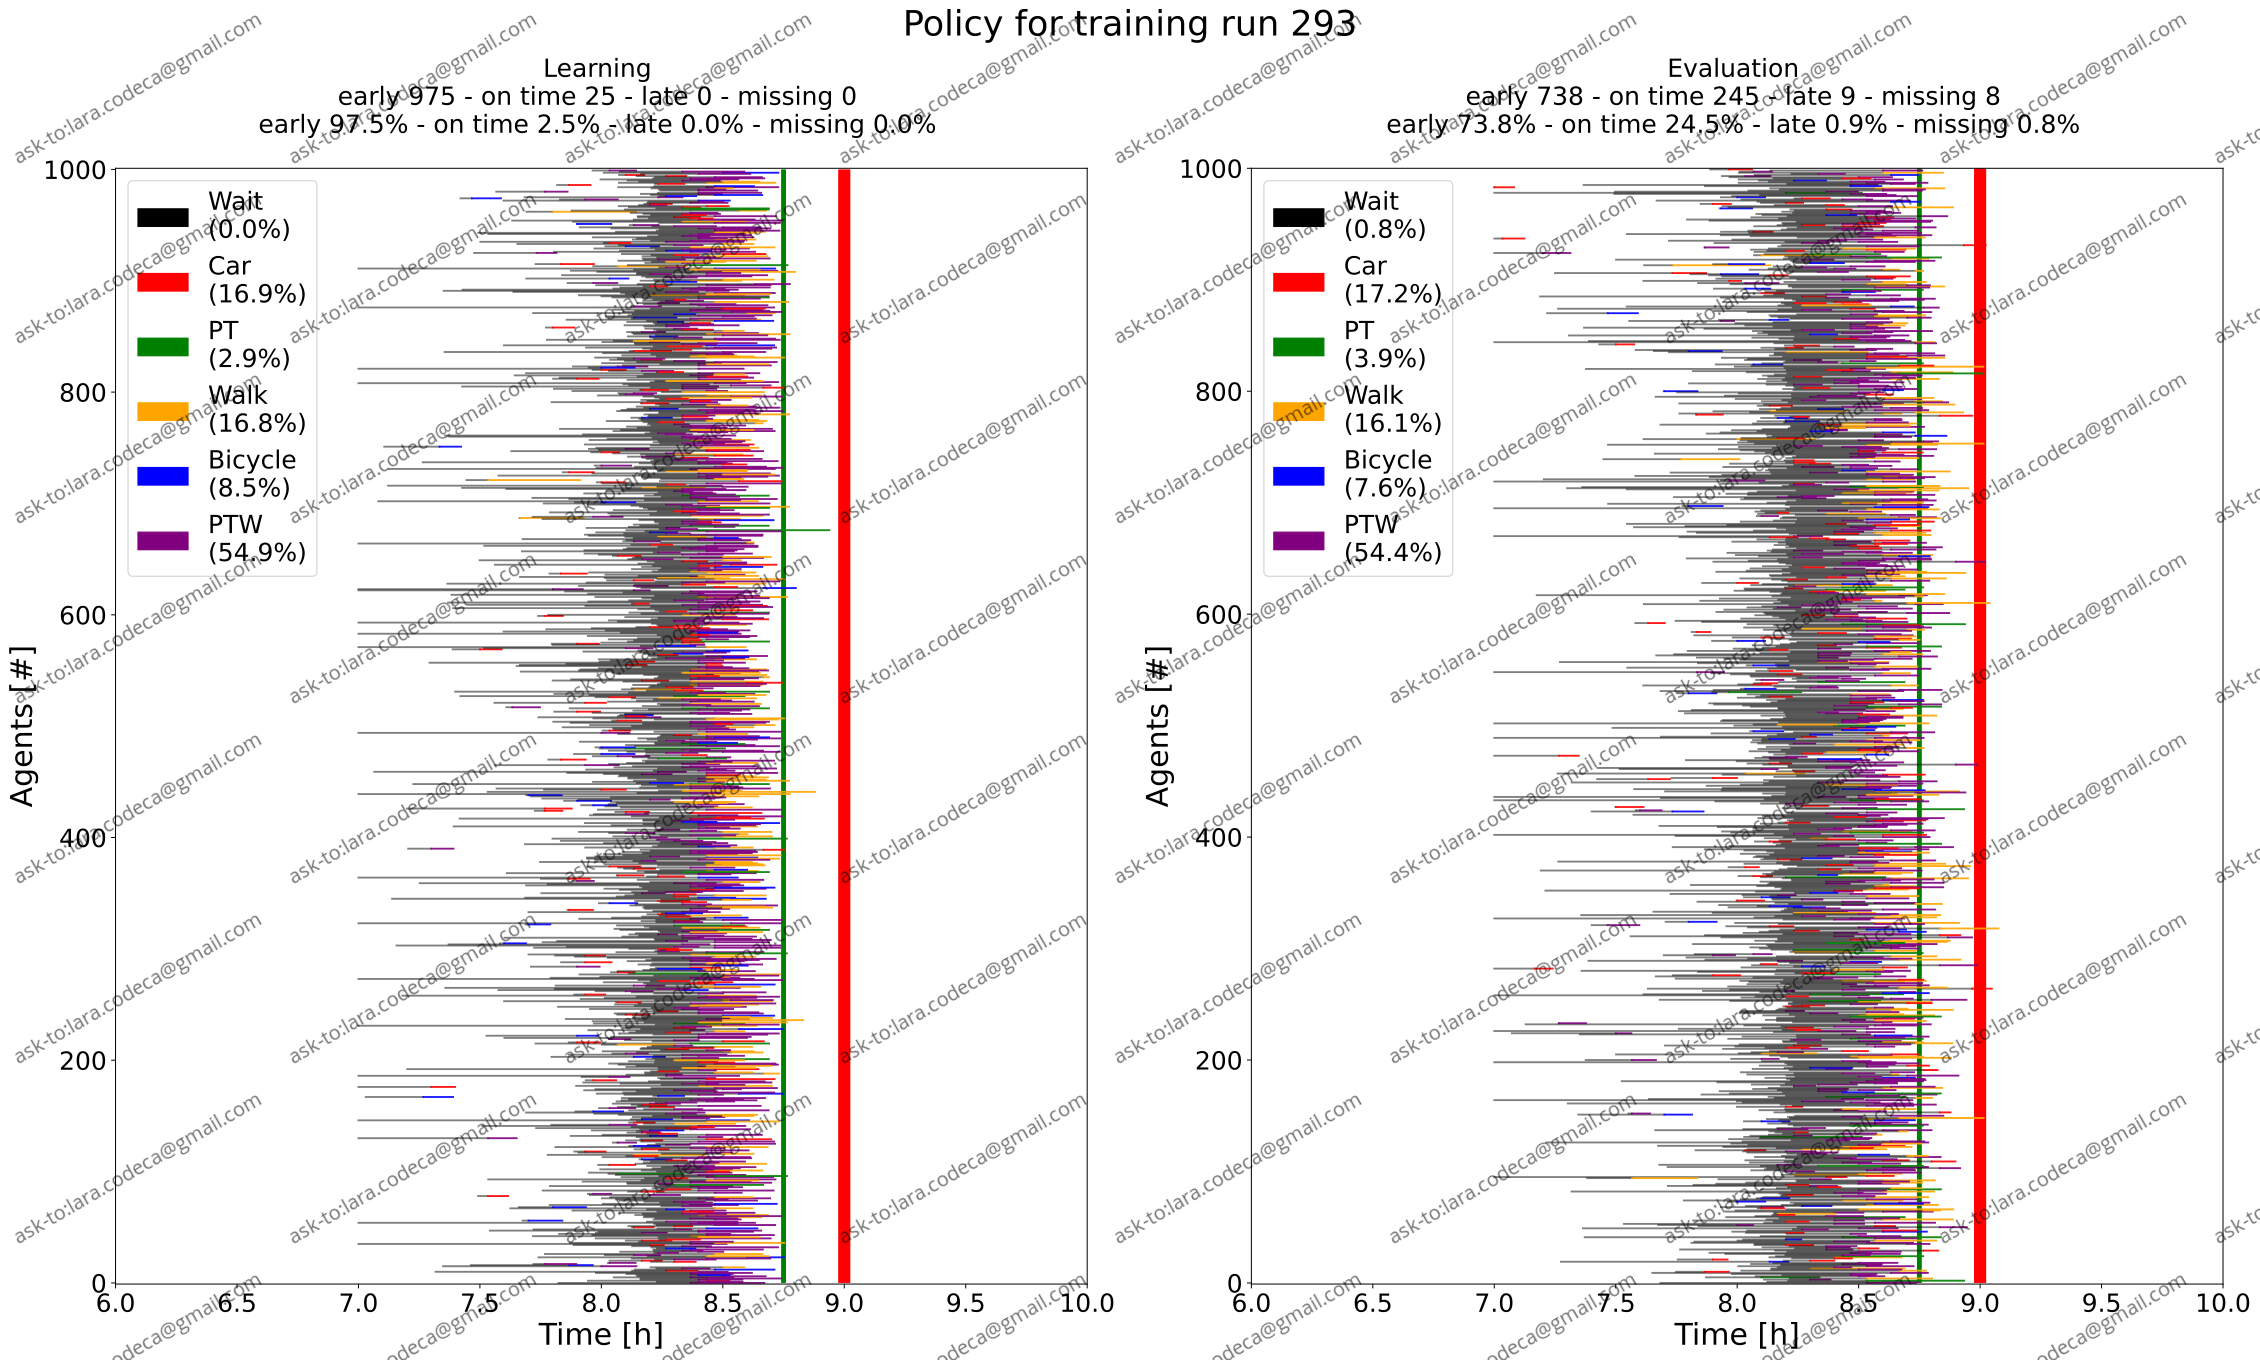 Policy for training run 293
Learning
early 975 - on time 25 - late 0 - missing 0
early 97.5% - on time 2.5% - late 0.0% - missing 0.0%
Wait
(0.0%)
Car
(16.9%)
PT
(2.9%)
Walk
(16.8%)
Bicycle
(8.5%)
PTW
(54.9%)
Agents [#]
1000
800
600
400
200
0
6.0 6.5 7.0 7.5 8.0 8.5 9.0 9.5 10.0
Time [h]
Evaluation
early 738 - on time 245 - late 9 - missing 8
early 73.8% - on time 24.5% - late 0.9% - missing 0.8%
Wait
(0.8%)
Car
(17.2%)
PT
(3.9%)
Walk
(16.1%)
Bicycle
(7.6%)
PTW
(54.4%)
Agents [#]
1000
800
600
400
200
0
6.0 6.5 7.0 7.5 8.0 8.5 9.0 9.5 10.0
Time [h]
ask-to:lara.codeca@gmail.com